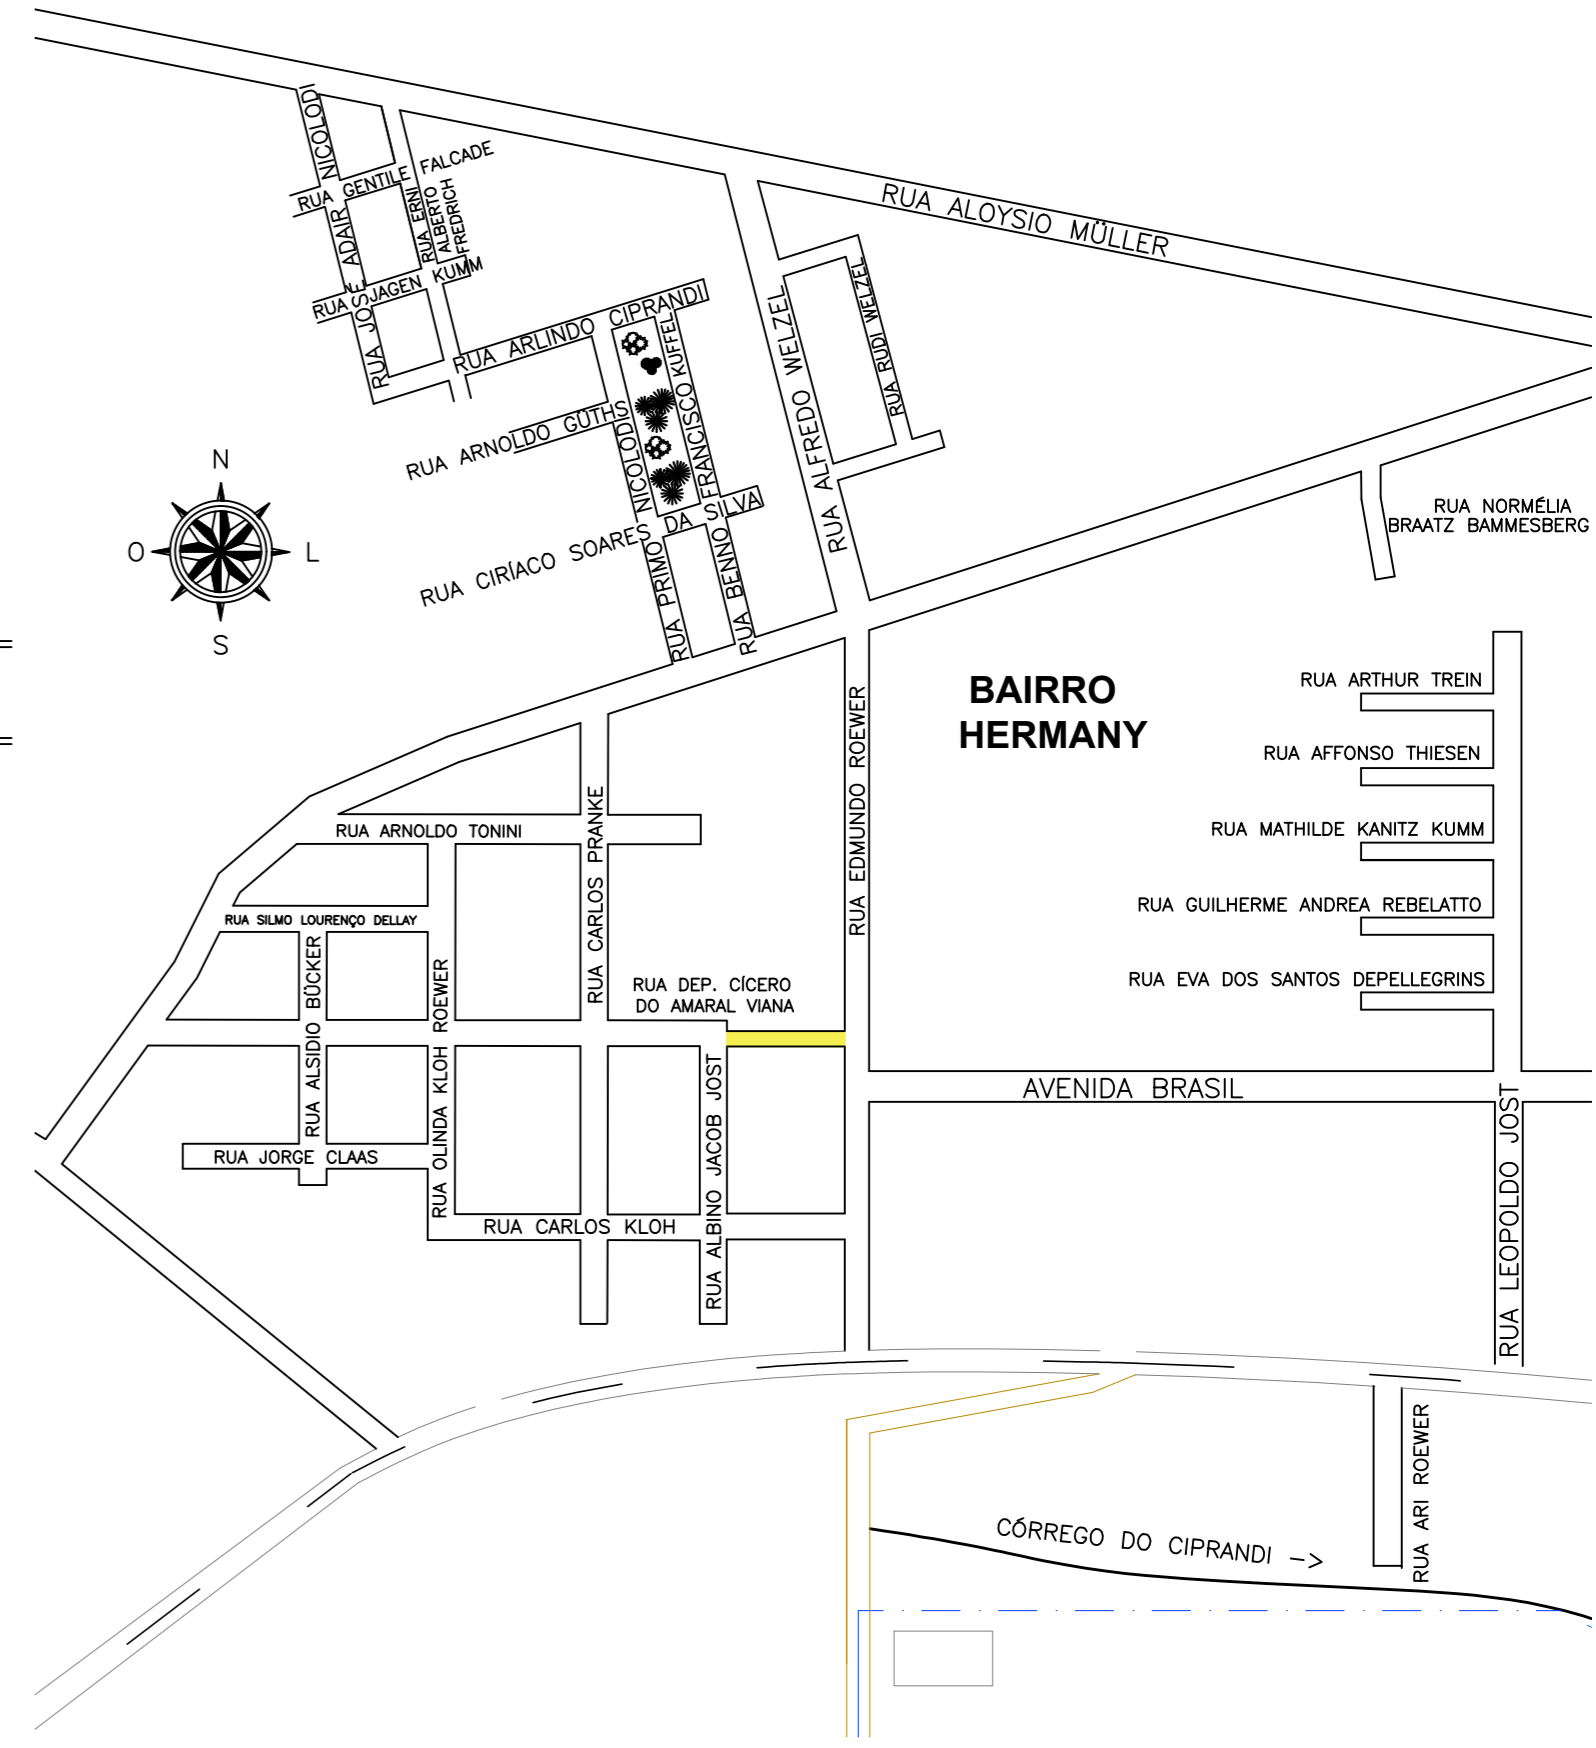 RUA ALOYSIO MÜLLER
RUA JOSE ADAIR NICOLODI
RUA GENTILE FALCADE
RUA ERNI
ALBERTO
FREDRICH
RUA JAGEN KUMM
RUA ARLINDO CIPRANDI
RUA ARNOLDO GÜTHS
RUA CIRÍACO SOARES DA SILVA
RUA PRIMO NICOLODI
RUA BENNO FRANCISCO KUFFEL
RUA ALFREDO WELZEL
RUA RUDI WELZEL
N
O
L
S
=
=
RUA NORMÉLIA
BRAATZ BAMMESBERG
BAIRRO
HERMANY
RUA ARTHUR TREIN
RUA AFFONSO THIESEN
RUA MATHILDE KANITZ KUMM
RUA GUILHERME ANDREA REBELATTO
RUA EVA DOS SANTOS DEPELLEGRINS
RUA EDMUNDO ROEWER
RUA ARNOLDO TONINI
RUA CARLOS PRANKE
RUA SILMO LOURENÇO DELLAY
RUA ALSIDIO BÜCKER
RUA OLINDA KLOH ROEWER
RUA DEP. CÍCERO
DO AMARAL VIANA
RUA ALBINO JACOB JOST
AVENIDA BRASIL
RUA JORGE CLAAS
RUA CARLOS KLOH
RUA LEOPOLDO JOST
RUA ARI ROEWER
CÓRREGO DO CIPRANDI ->